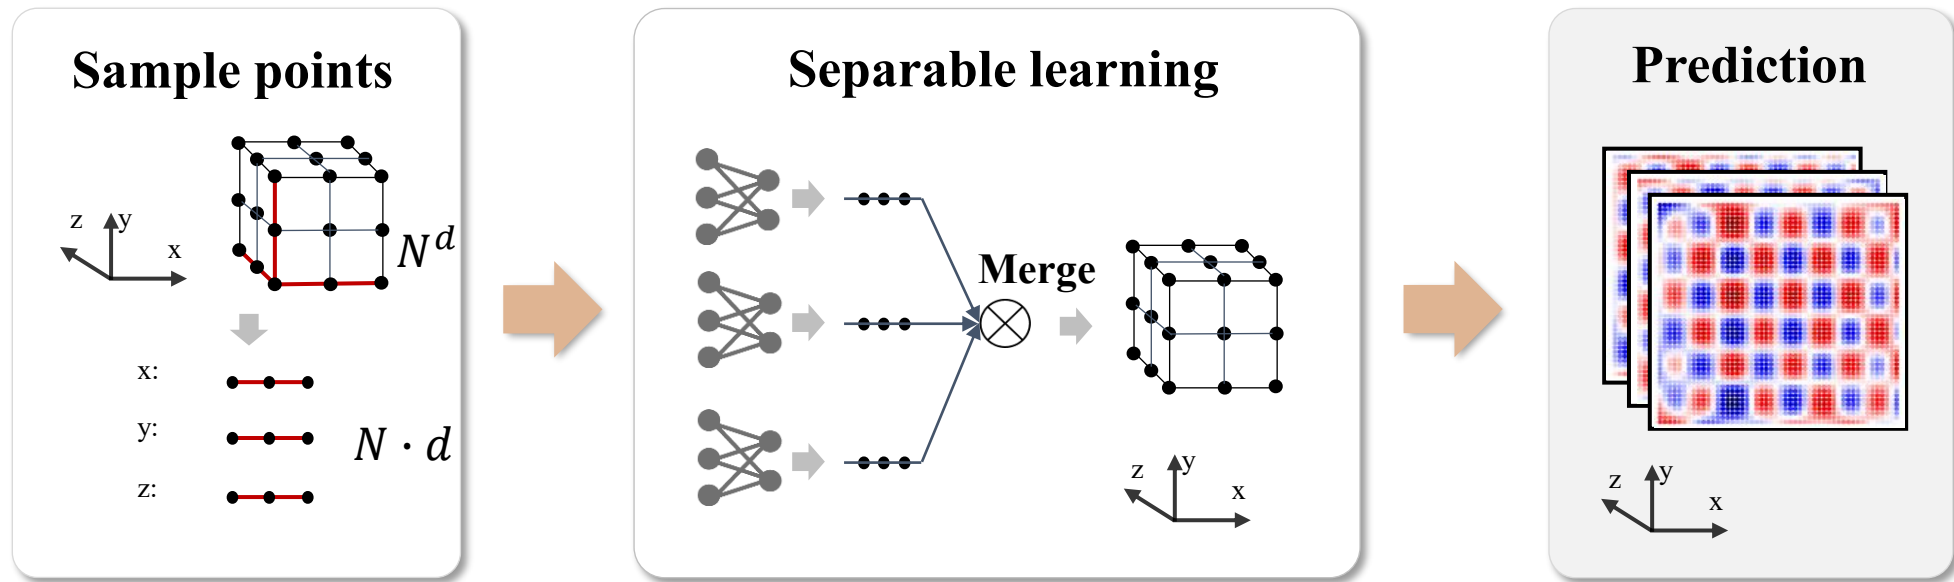 Sample points
z
y
x
N^d
x:
y:
N · d
z:
Separable learning
Merge
z
y
x
Prediction
z
y
x